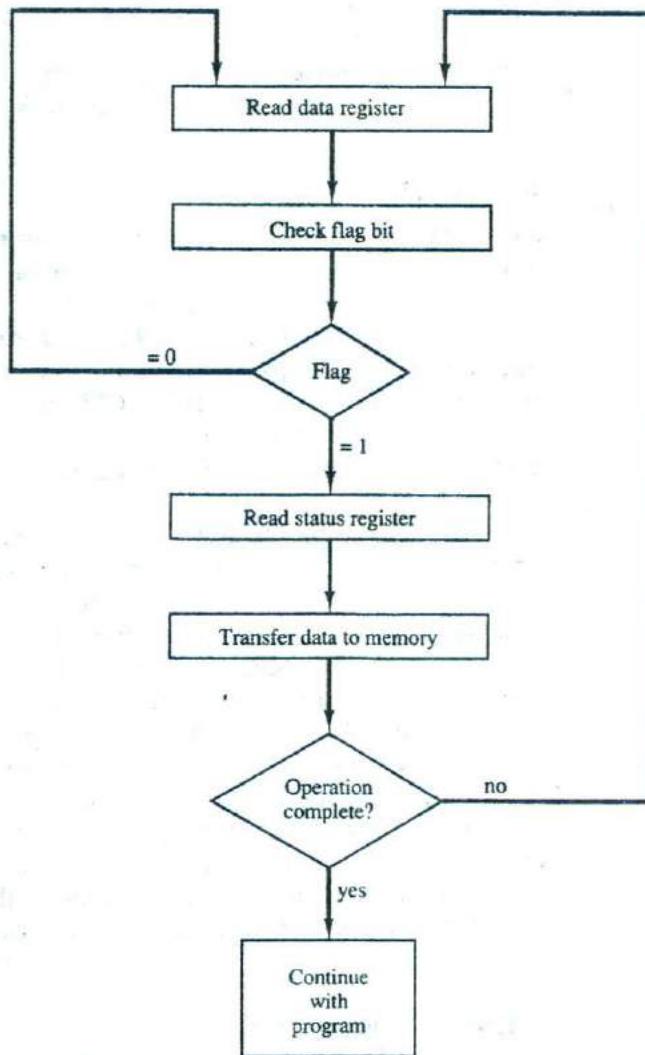 Read data register
Check flag bit
= 0
Flag
= 1
Read status register
Transfer data to memory
Operation
complete?
no
yes
Continue
with
program